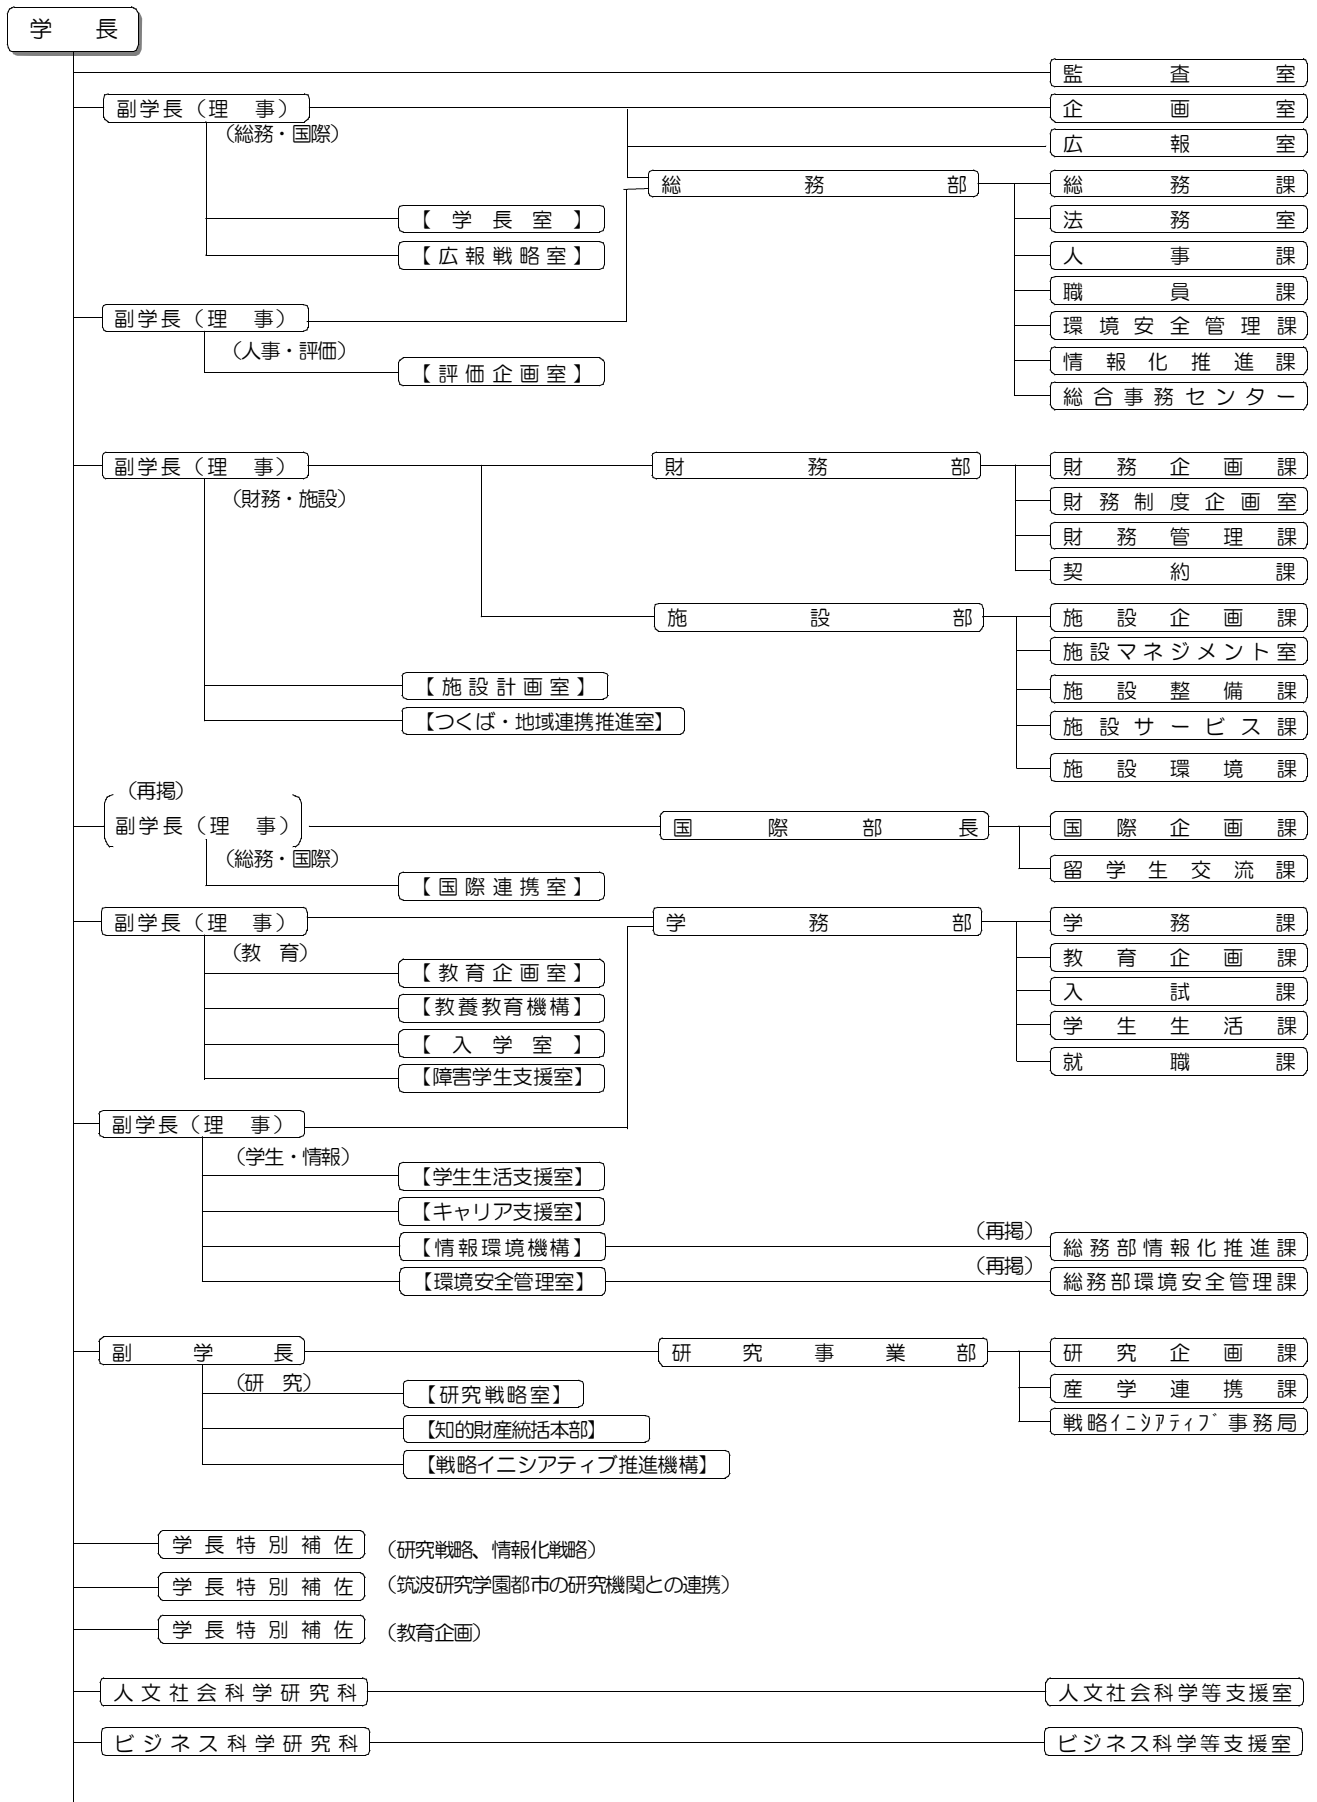 学　長
監査室
副学長（理　事）
企画室
（総務・国際）
広報室
総務部
総務課
【 学 長 室 】
法務室
【広報戦略室】
人事課
職員課
副学長（理　事）
環境安全管理課
（人事・評価）
情報化推進課
【評価企画室】
総合事務センター
副学長（理　事）
財務部
財務企画課
（財務・施設）
財務制度企画室
財務管理課
契約課
施設部
施設企画課
施設マネジメント室
【施設計画室】
施設整備課
【つくば・地域連携推進室】
施設サービス課
施設環境課
（再掲）
副学長（理　事）
国際部長
国際企画課
（総務・国際）
留学生交流課
【国際連携室】
副学長（理　事）
学務部
学務課
（教　育）
教育企画課
【教育企画室】
入試課
【教養教育機構】
学生生活課
【 入 学 室 】
就職課
【障害学生支援室】
副学長（理　事）
（学生・情報）
【学生生活支援室】
【キャリア支援室】
（再掲）
【情報環境機構】
総務部情報化推進課
（再掲）
【環境安全管理室】
総務部環境安全管理課
副学長
研究事業部
研究企画課
（研　究）
産学連携課
【研究戦略室】
戦略ｲﾆｼｱﾃｨﾌﾞ事務局
【知的財産統括本部】
【戦略イニシアティブ推進機構】
学長特別補佐
（研究戦略、情報化戦略）
学長特別補佐
（筑波研究学園都市の研究機関との連携）
学長特別補佐
（教育企画）
人文社会科学研究科
人文社会科学等支援室
ビジネス科学研究科
ビジネス科学等支援室